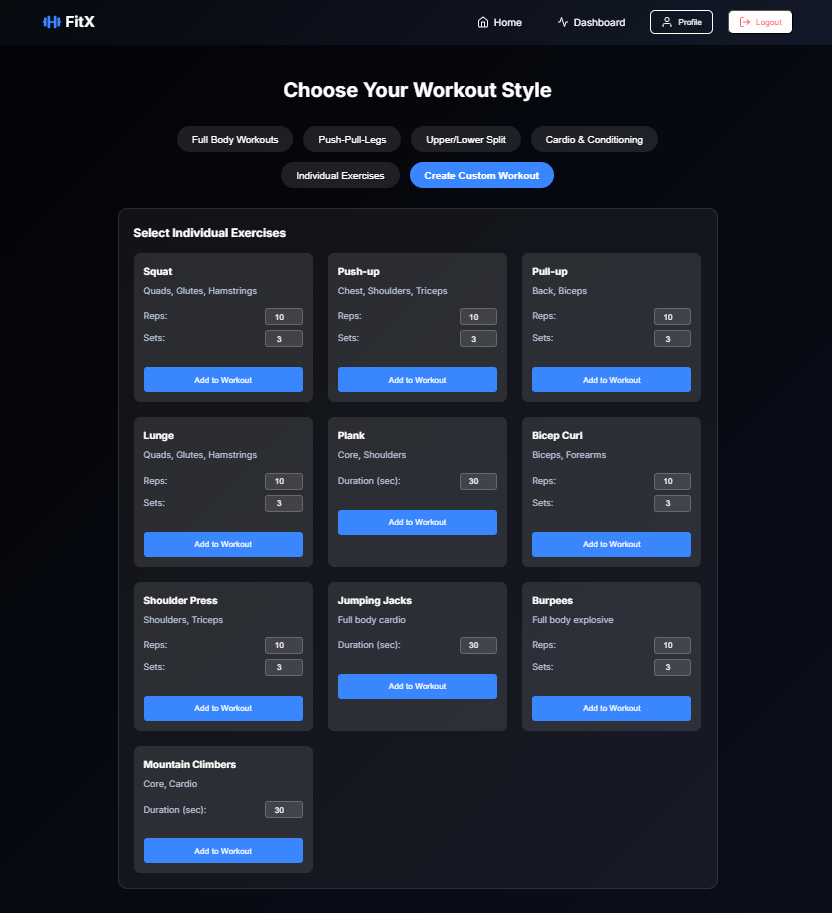 FitX
Home
Dashboard
Profile
Logout
Choose Your Workout Style
Full Body Workouts
Push-Pull-Legs
Upper/Lower Split
Cardio & Conditioning
Individual Exercises
Create Custom Workout
Select Individual Exercises
Squat
Quads, Glutes, Hamstrings
Reps: 10
Sets: 3
Add to Workout
Push-up
Chest, Shoulders, Triceps
Reps: 10
Sets: 3
Add to Workout
Pull-up
Back, Biceps
Reps: 10
Sets: 3
Add to Workout
Lunge
Quads, Glutes, Hamstrings
Reps: 10
Sets: 3
Add to Workout
Plank
Core, Shoulders
Duration (sec): 30
Add to Workout
Bicep Curl
Biceps, Forearms
Reps: 10
Sets: 3
Add to Workout
Shoulder Press
Shoulders, Triceps
Reps: 10
Sets: 3
Add to Workout
Jumping Jacks
Full body cardio
Duration (sec): 30
Add to Workout
Burpees
Full body explosive
Reps: 10
Sets: 3
Add to Workout
Mountain Climbers
Core, Cardio
Duration (sec): 30
Add to Workout